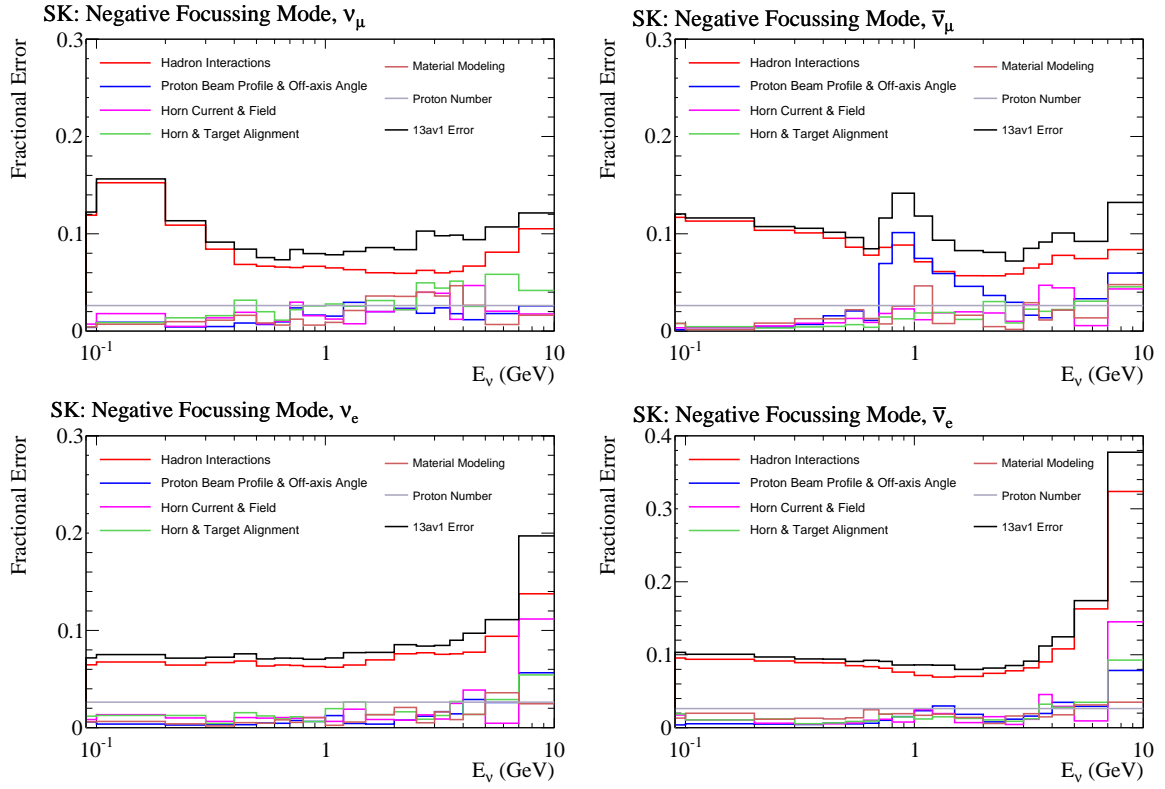 SK: Negative Focussing Mode, ν_μ
Fractional Error
0.3
0.2
0.1
0
Hadron Interactions
Proton Beam Profile & Off-axis Angle
Horn Current & Field
Horn & Target Alignment
Material Modeling
Proton Number
13av1 Error
10⁻¹ 1 10
E_ν (GeV)
SK: Negative Focussing Mode, ν̅_μ
Fractional Error
0.3
0.2
0.1
0
Hadron Interactions
Proton Beam Profile & Off-axis Angle
Horn Current & Field
Horn & Target Alignment
Material Modeling
Proton Number
13av1 Error
10⁻¹ 1 10
E_ν (GeV)
SK: Negative Focussing Mode, ν_e
Fractional Error
0.3
0.2
0.1
0
Hadron Interactions
Proton Beam Profile & Off-axis Angle
Horn Current & Field
Horn & Target Alignment
Material Modeling
Proton Number
13av1 Error
10⁻¹ 1 10
E_ν (GeV)
SK: Negative Focussing Mode, ν̅_e
Fractional Error
0.4
0.3
0.2
0.1
0
Hadron Interactions
Proton Beam Profile & Off-axis Angle
Horn Current & Field
Horn & Target Alignment
Material Modeling
Proton Number
13av1 Error
10⁻¹ 1 10
E_ν (GeV)